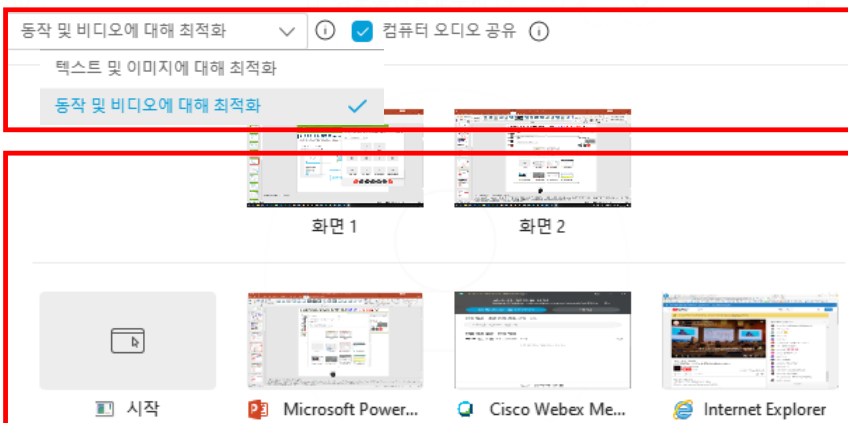 동작 및 비디오에 대해 최적화 컴퓨터 오디오 공유
텍스트 및 이미지에 대해 최적화
동작 및 비디오에 대해 최적화
화면 1 화면 2
시작 Microsoft Power... Cisco Webex Me... Internet Explorer